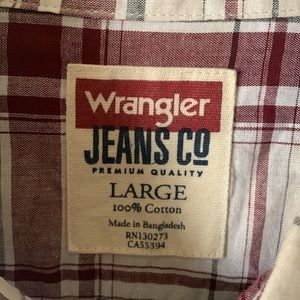 Wrangler
JEANS CO
PREMIUM QUALITY
LARGE
100% Cotton
Made in Bangladesh
RN130273
CA55394